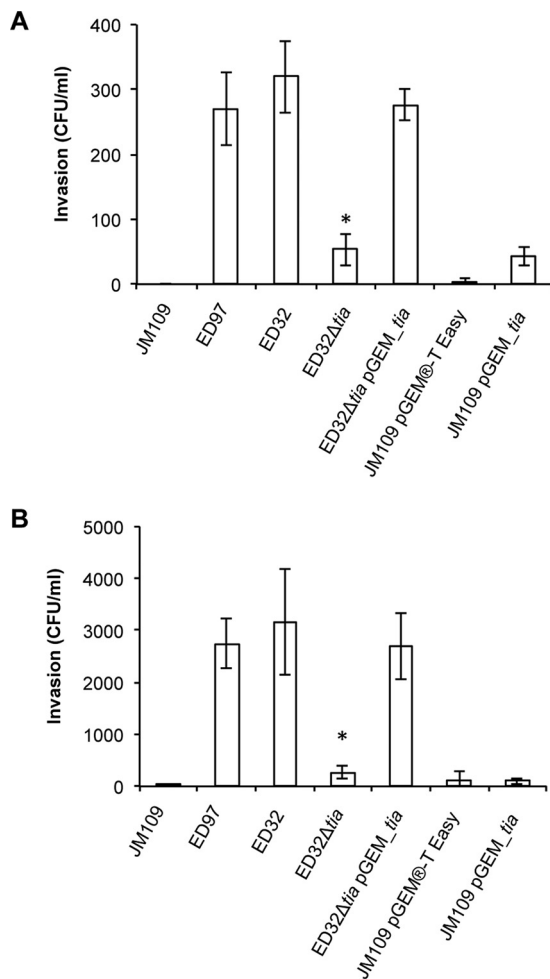 A
Invasion (CFU/ml)
400
300
200
100
0
*
JM109
ED97
ED32
ED32Δtia
ED32Δtia pGEM_tia
JM109 pGEM®-T Easy
JM109 pGEM_tia
B
Invasion (CFU/ml)
5000
4000
3000
2000
1000
0
*
JM109
ED97
ED32
ED32Δtia
ED32Δtia pGEM_tia
JM109 pGEM®-T Easy
JM109 pGEM_tia